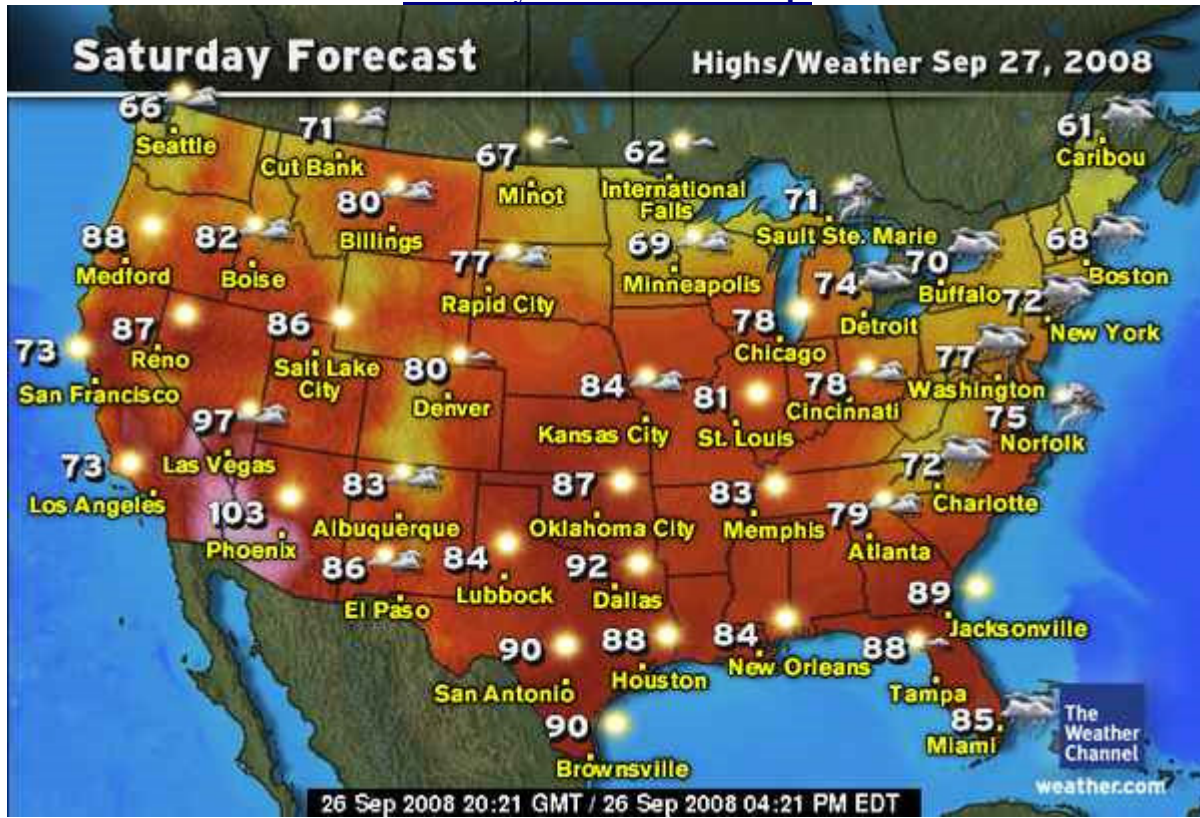 Saturday Forecast
Highs/Weather Sep 27, 2008
66
Seattle
71
Cut Bank
67
Minot
62
International
Falls
61
Caribou
80
Billings
71
Sault Ste. Marie
88
Medford
82
Boise
77
Rapid City
69
Minneapolis
74
Detroit
70
Buffalo
68
Boston
72
New York
73
San Francisco
87
Reno
86
Salt Lake
City
80
Denver
84
Kansas City
78
Chicago
81
St. Louis
78
Cincinnati
77
Washington
75
Norfolk
97
Las Vegas
73
Los Angeles
103
Phoenix
83
Albuquerque
87
Oklahoma City
83
Memphis
72
Charlotte
79
Atlanta
86
El Paso
84
Lubbock
92
Dallas
89
Jacksonville
90
San Antonio
88
Houston
84
New Orleans
88
Tampa
90
Brownsville
85
Miami
The
Weather
Channel
weather.com
26 Sep 2008 20:21 GMT / 26 Sep 2008 04:21 PM EDT